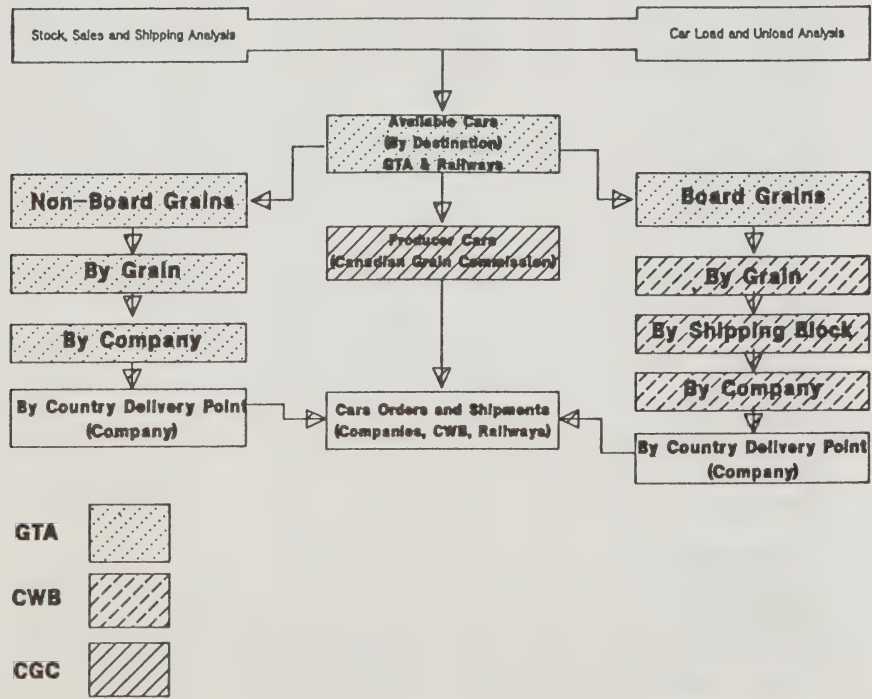 Stock, Sales and Shipping Analysis
Car Load and Unload Analysis
Available Cars
(By Destination)
GTA & Railways
Non-Board Grains
Board Grains
Producer Cars
(Canadian Grain Commission)
By Grain
By Grain
By Company
By Shipping Block
By Company
By Country Delivery Point
(Company)
Cars Orders and Shipments
(Companies, CWB, Railways)
By Country Delivery Point
(Company)
GTA
CWB
CGC